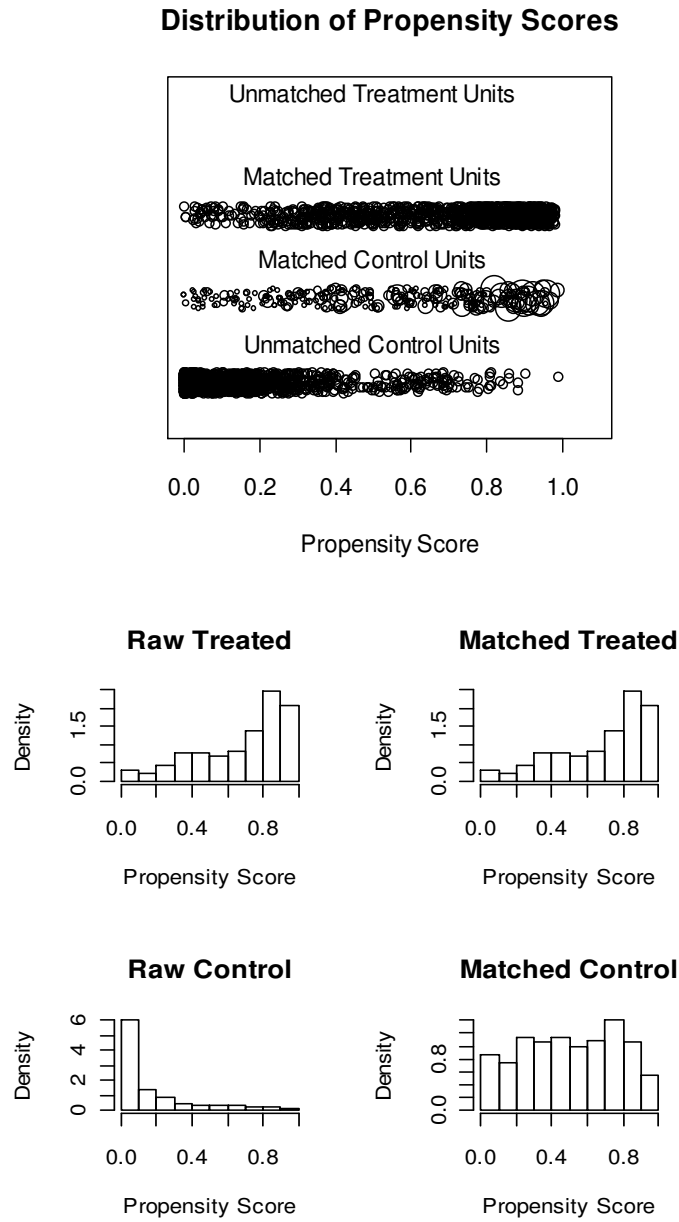 Distribution of Propensity Scores
Unmatched Treatment Units
Matched Treatment Units
Matched Control Units
Unmatched Control Units
0.0 0.2 0.4 0.6 0.8 1.0
Propensity Score
Raw Treated
Density
0.0 1.5
0.0 0.4 0.8
Propensity Score
Matched Treated
Density
0.0 1.5
0.0 0.4 0.8
Propensity Score
Raw Control
Density
0 2 4 6
0.0 0.4 0.8
Propensity Score
Matched Control
Density
0.0 0.8
0.0 0.4 0.8
Propensity Score